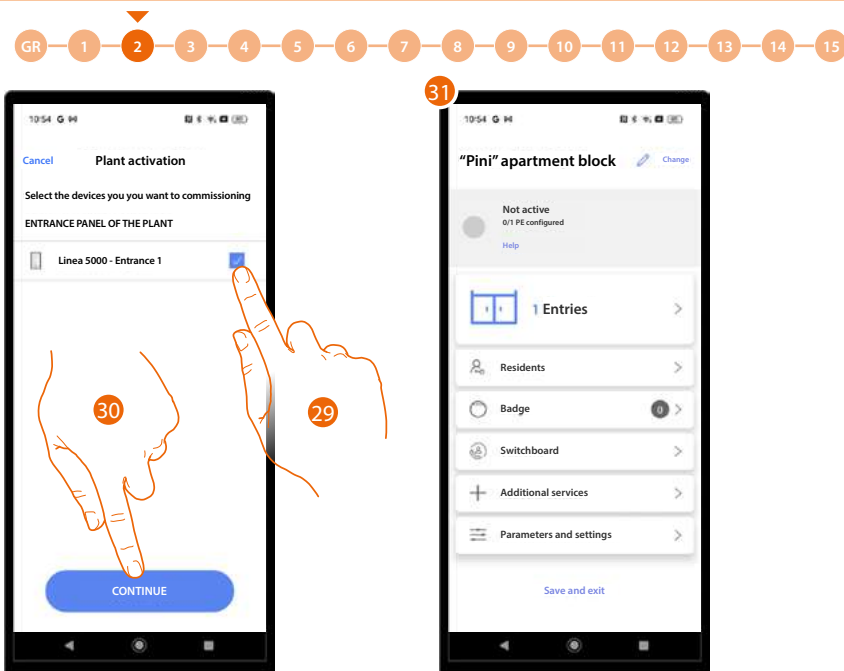 GR 1 2 3 4 5 6 7 8 9 10 11 12 13 14 15
10:54 G
Cancel Plant activation
Select the devices you you want to commissioning
ENTRANCE PANEL OF THE PLANT
Linea 5000 - Entrance 1
29
30
CONTINUE
31
10:54 G
“Pini” apartment block Change
Not active
0/1 PE configured
Help
1 Entries
Residents
Badge 0
Switchboard
Additional services
Parameters and settings
Save and exit